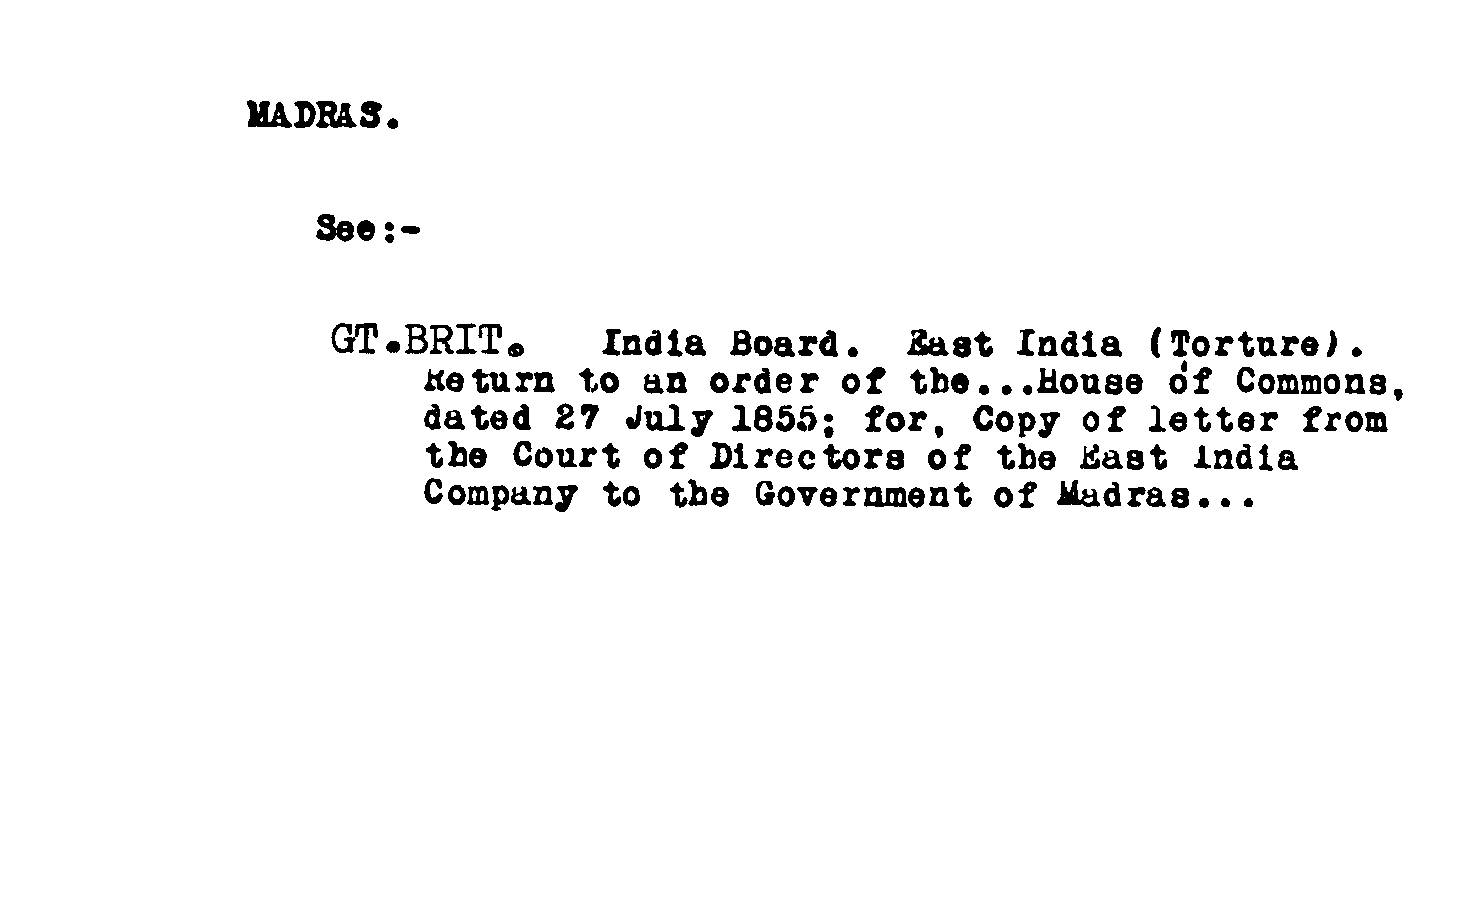 MADRAS.
See:-
GT.BRIT. India Board. East India (Torture).
Return to an order of the...House of Commons,
dated 27 July 1855; for, Copy of letter from
the Court of Directors of the East India
Company to the Government of Madras...